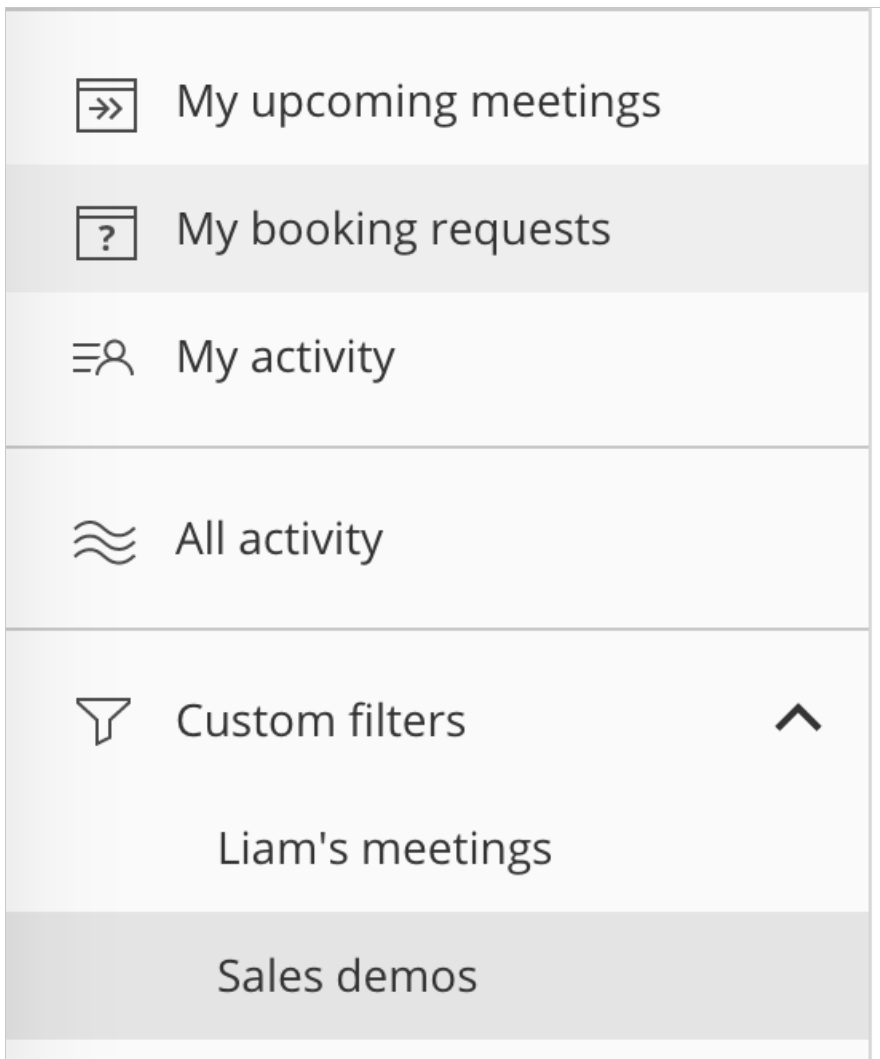 My upcoming meetings
? My booking requests
My activity
All activity
Custom filters
Liam's meetings
Sales demos